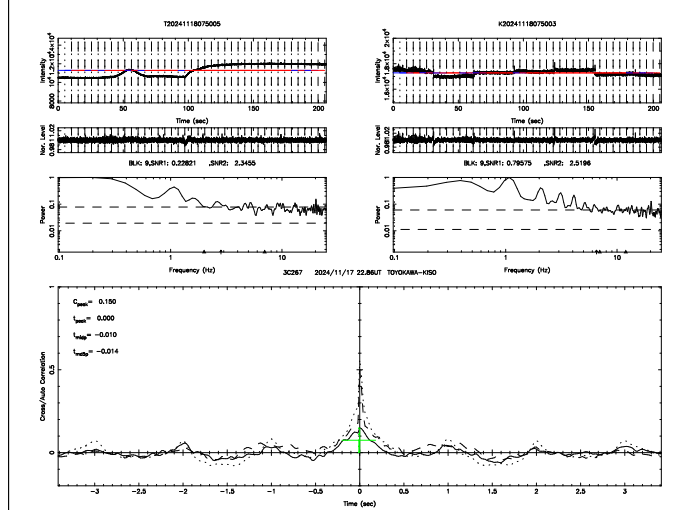 T20241118075005
K20241118075003
Intensity
8000 10⁴ 1.2×10⁴ 1.4×10⁴
0 50 100 150 200
Time (sec)
Intensity
1.6×10⁴ 1.8×10⁴ 2×10⁴
0 50 100 150 200
Time (sec)
Nor. Level
0.98 1 1.02
Nor. Level
0.98 1 1.02
BLK: 9,SNR1: 0.22821 ,SNR2: 2.3455
BLK: 9,SNR1: 0.79575 ,SNR2: 2.5196
Power
1
0.1
0.01
0.1 1 10
Frequency (Hz)
Power
1
0.1
0.01
0.1 1 10
Frequency (Hz)
3C267 2024/11/17 22.86UT TOYOKAWA-KISO
C_peak= 0.150
t_peak= 0.000
t_midp= -0.010
Cross/Auto Correlation
1
0.5
0
−3 −2.5 −2 −1.5 −1 −0.5 0 0.5 1 1.5 2 2.5 3
Time (sec)